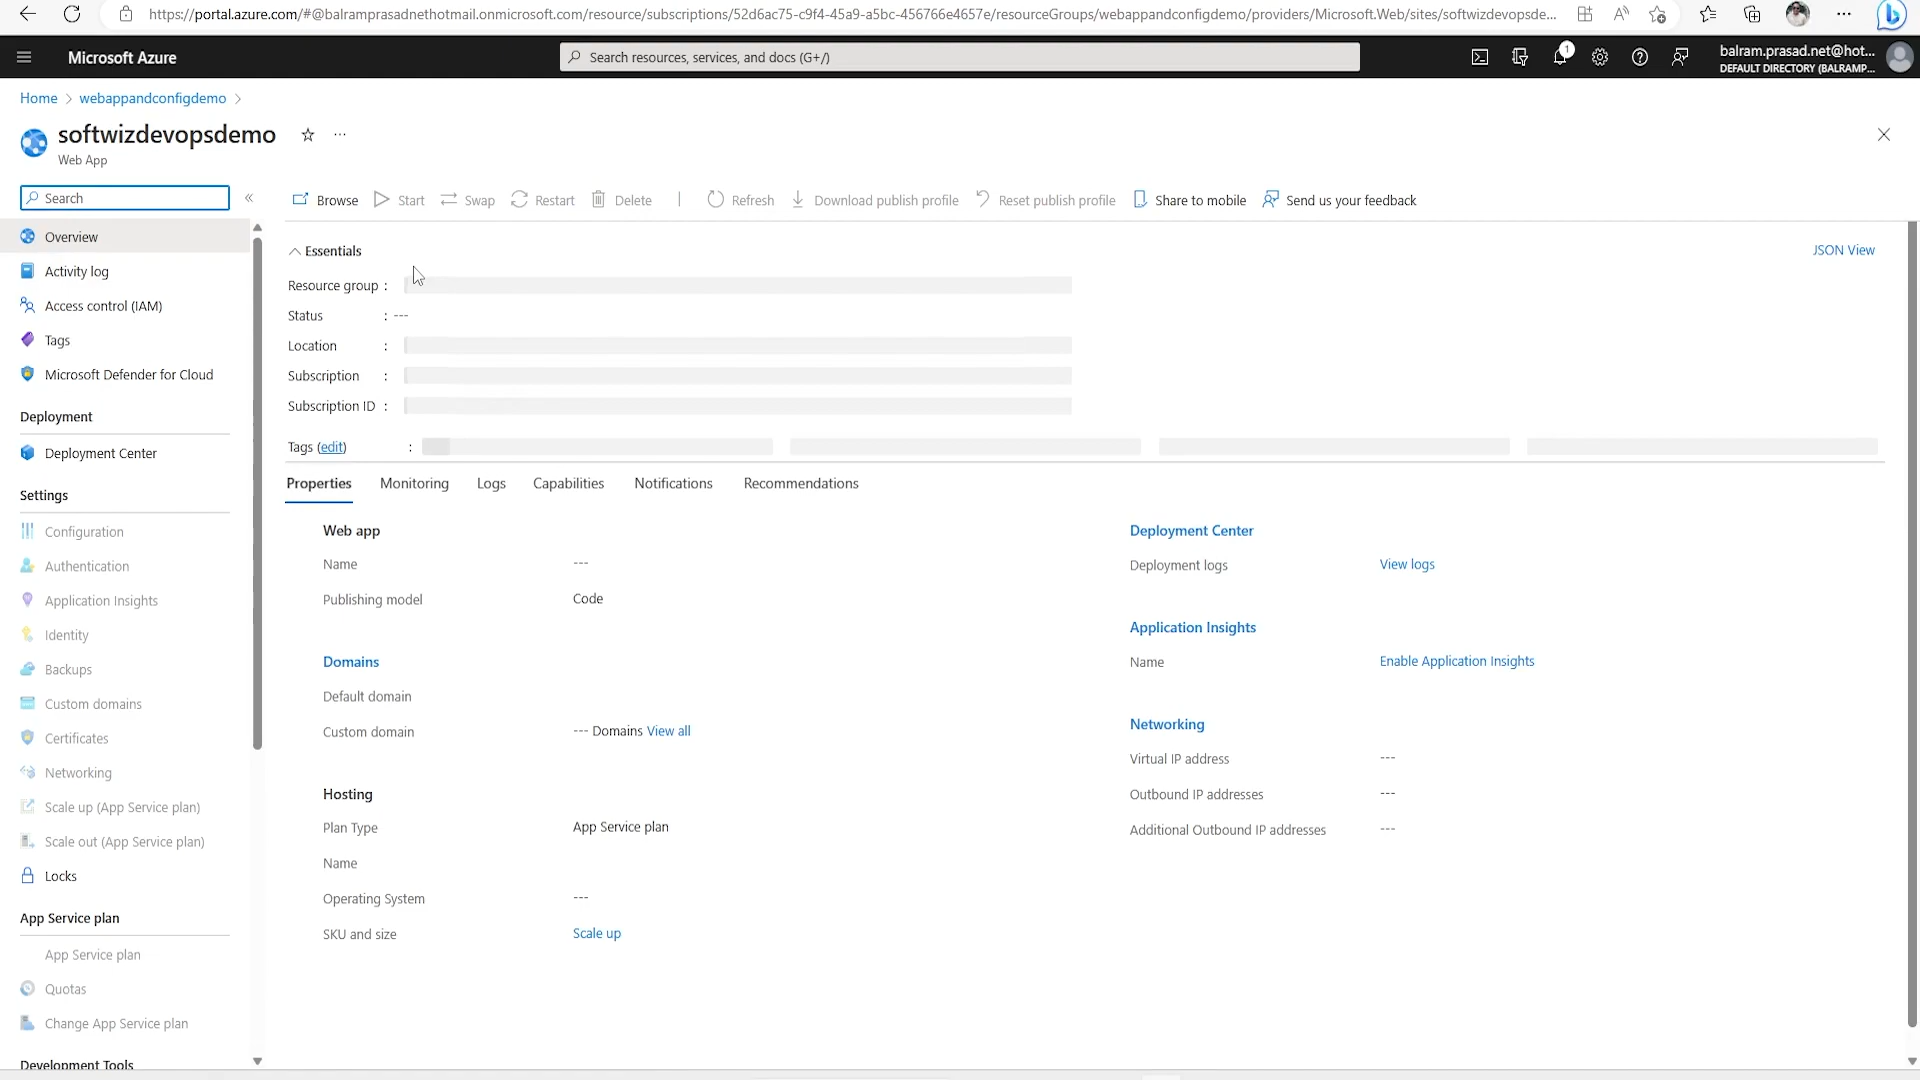 https://portal.azure.com/#@balramprasadnethotmail.onmicrosoft.com/resource/subscriptions/52d6ac75-c9f4-45a9-a5bc-456766e4657e/resourceGroups/webappandconfigdemo/providers/Microsoft.Web/sites/softwizdevopsde...
Microsoft Azure
Search resources, services, and docs (G+/)
1
balram.prasad.net@hot...
DEFAULT DIRECTORY (BALRAMP...
Home > webappandconfigdemo >
softwizdevopsdemo
Web App
Search
Browse Start Swap Restart Delete Refresh Download publish profile Reset publish profile Share to mobile Send us your feedback
Overview
Activity log
Access control (IAM)
Tags
Microsoft Defender for Cloud
Deployment
Deployment Center
Settings
Configuration
Authentication
Application Insights
Identity
Backups
Custom domains
Certificates
Networking
Scale up (App Service plan)
Scale out (App Service plan)
Locks
App Service plan
App Service plan
Quotas
Change App Service plan
Development Tools
Essentials
JSON View
Resource group :
Status : ---
Location :
Subscription :
Subscription ID :
Tags (edit) :
Properties Monitoring Logs Capabilities Notifications Recommendations
Web app
Name ---
Publishing model Code
Domains
Default domain
Custom domain --- Domains View all
Hosting
Plan Type App Service plan
Name
Operating System ---
SKU and size Scale up
Deployment Center
Deployment logs View logs
Application Insights
Name Enable Application Insights
Networking
Virtual IP address ---
Outbound IP addresses ---
Additional Outbound IP addresses ---